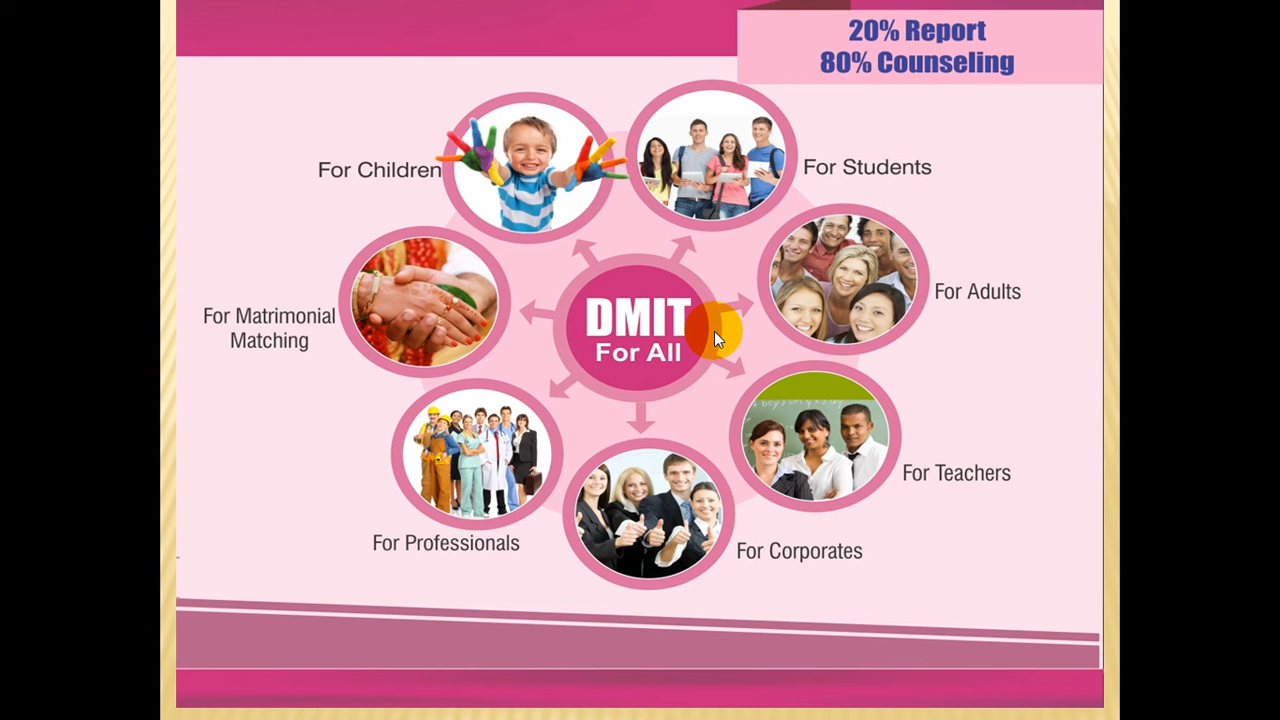 20% Report
80% Counseling
For Children
For Students
For Matrimonial
Matching
DMIT
For All
For Adults
For Teachers
For Professionals
For Corporates